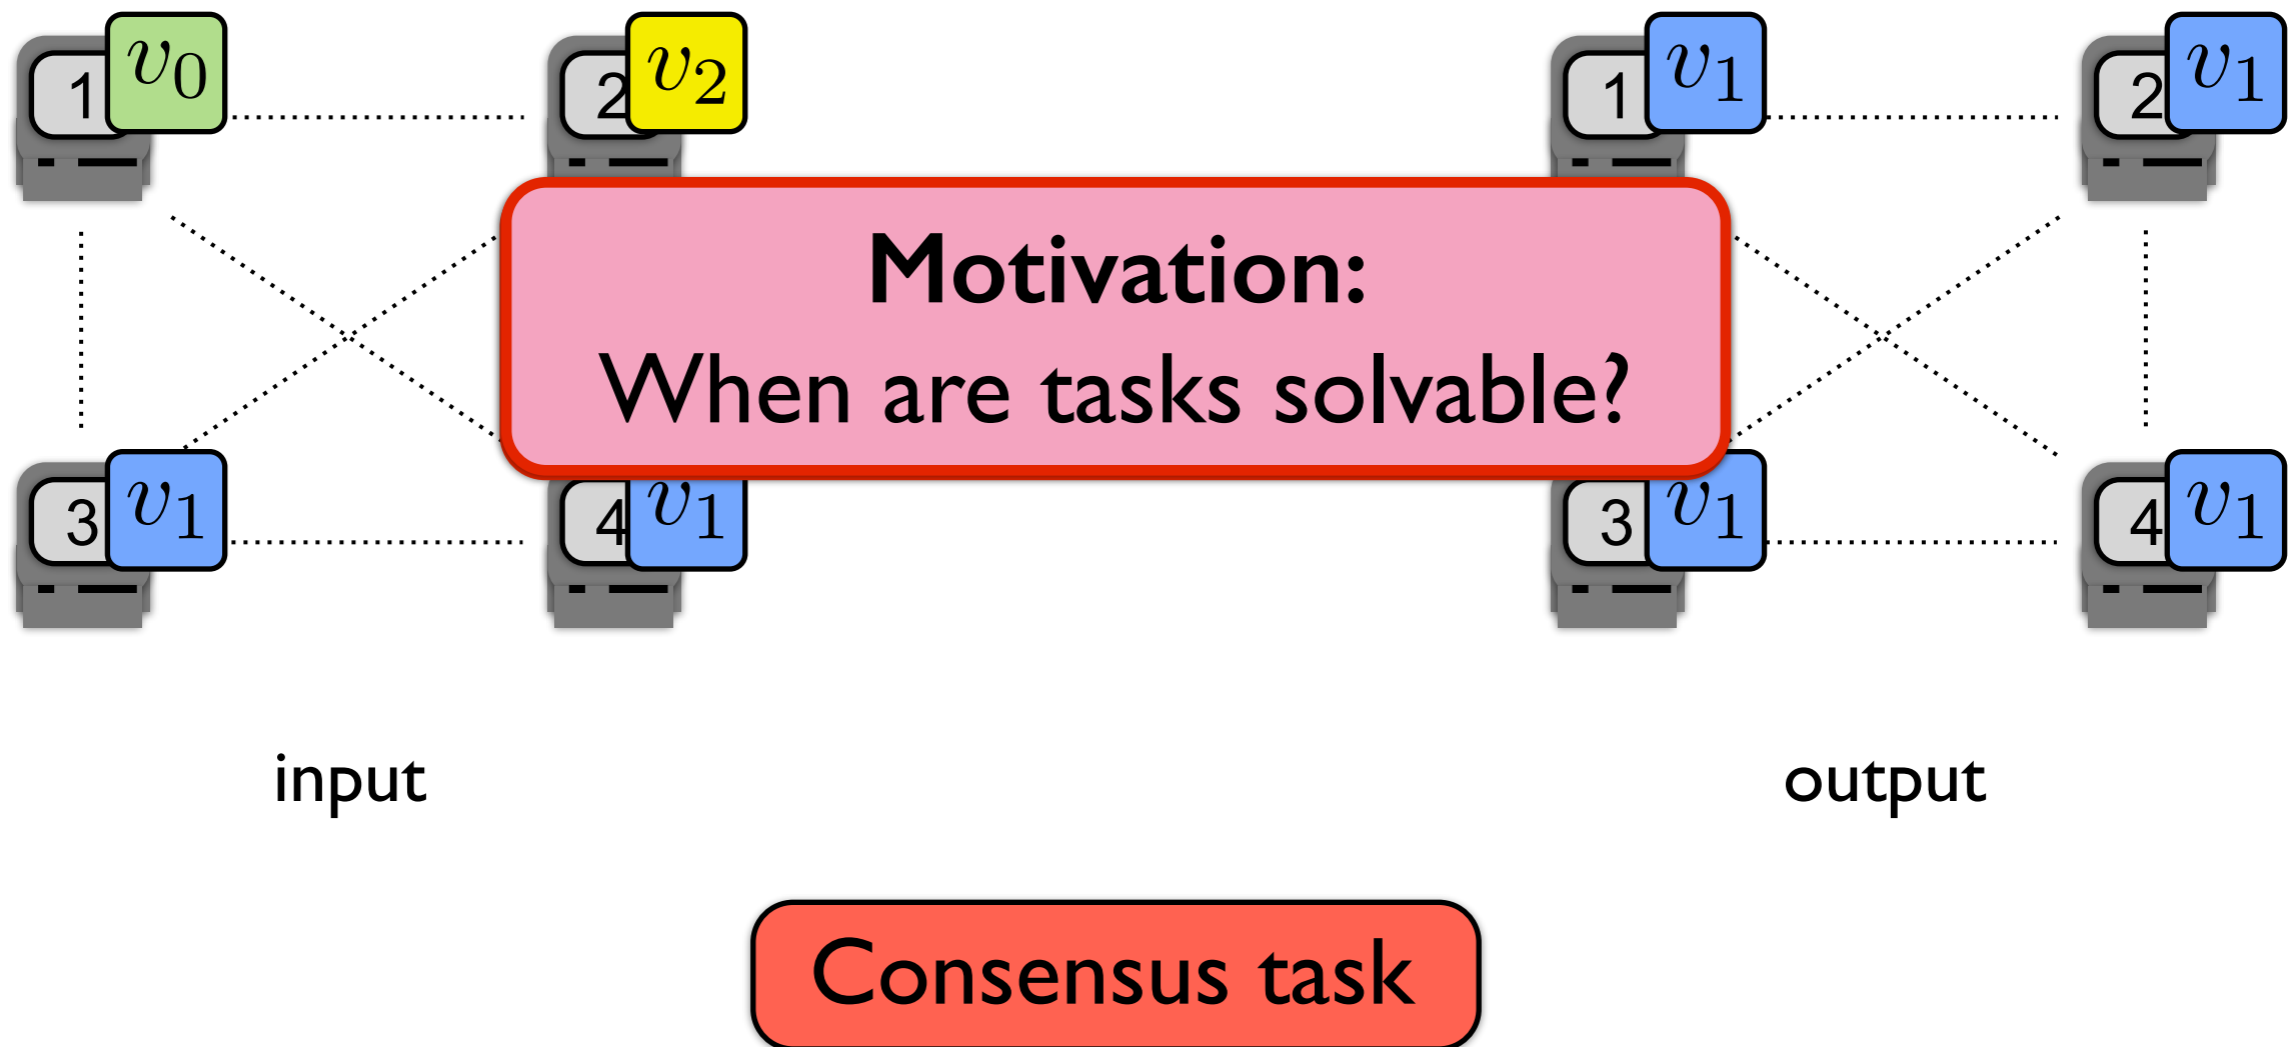 1 v₀ 2 v₂ 1 v₁ 2 v₁
Motivation:
When are tasks solvable?
3 v₁ 4 v₁ 3 v₁ 4 v₁
input output
Consensus task